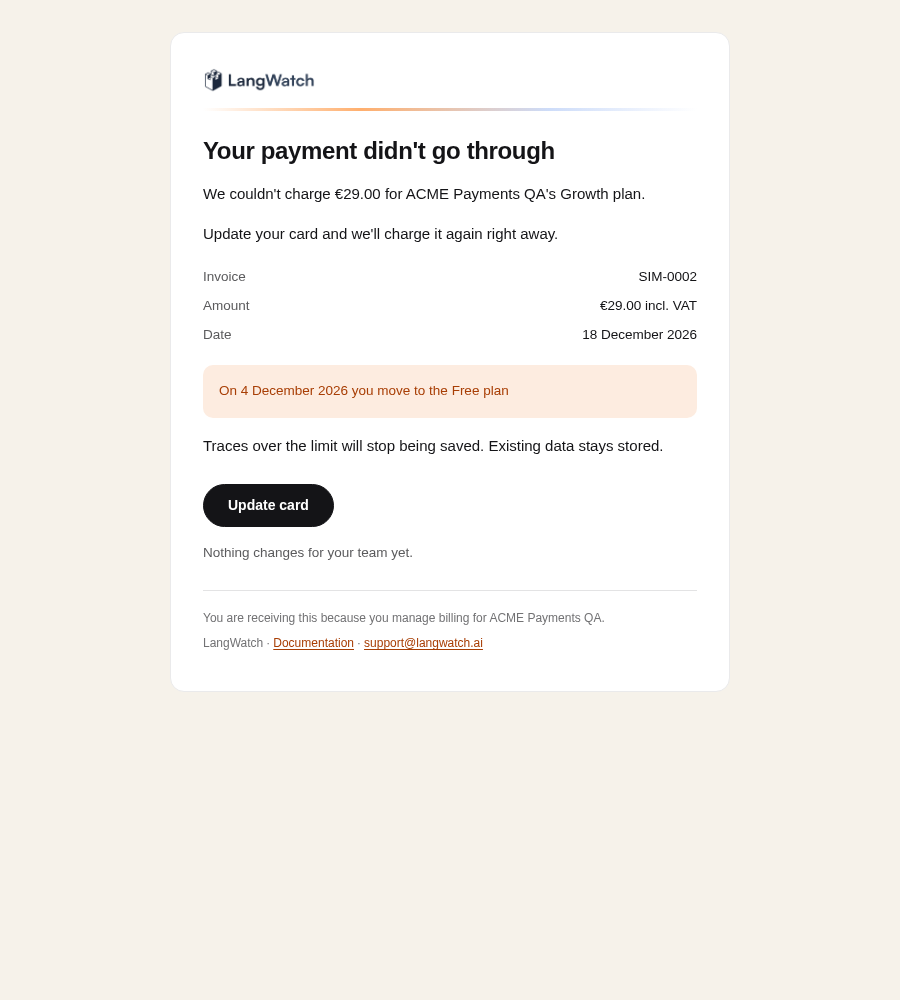 LangWatch
Your payment didn't go through
We couldn't charge €29.00 for ACME Payments QA's Growth plan.
Update your card and we'll charge it again right away.
Invoice SIM-0002
Amount €29.00 incl. VAT
Date 18 December 2026
On 4 December 2026 you move to the Free plan
Traces over the limit will stop being saved. Existing data stays stored.
Update card
Nothing changes for your team yet.
You are receiving this because you manage billing for ACME Payments QA.
LangWatch · Documentation · support@langwatch.ai